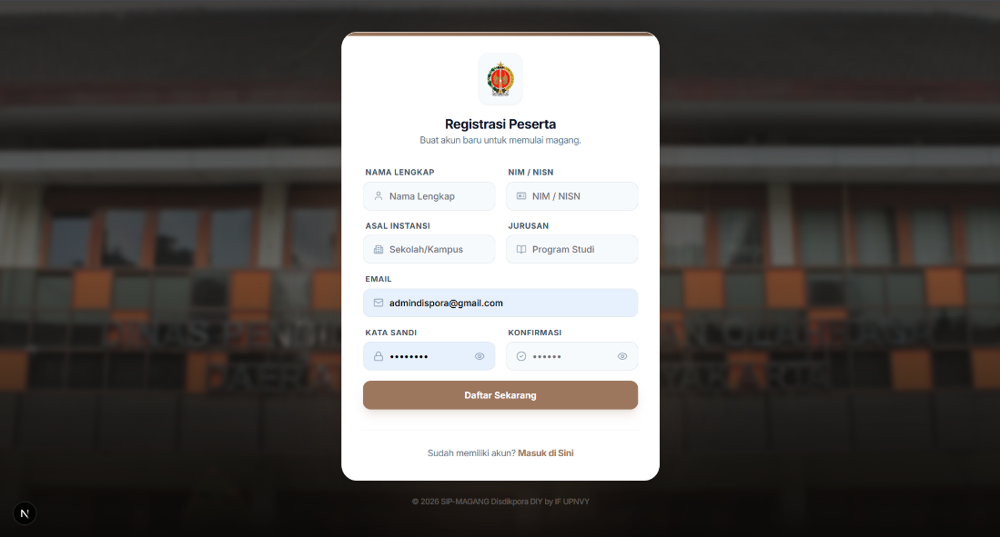 Registrasi Peserta
Buat akun baru untuk memulai magang.
NAMA LENGKAP
NIM / NISN
Nama Lengkap
NIM / NISN
ASAL INSTANSI
JURUSAN
Sekolah/Kampus
Program Studi
EMAIL
admindispora@gmail.com
KATA SANDI
KONFIRMASI
••••••••
••••••
Daftar Sekarang
Sudah memiliki akun? Masuk di Sini
© 2026 SIP-MAGANG Disdikpora DIY by IF UPNVY
N